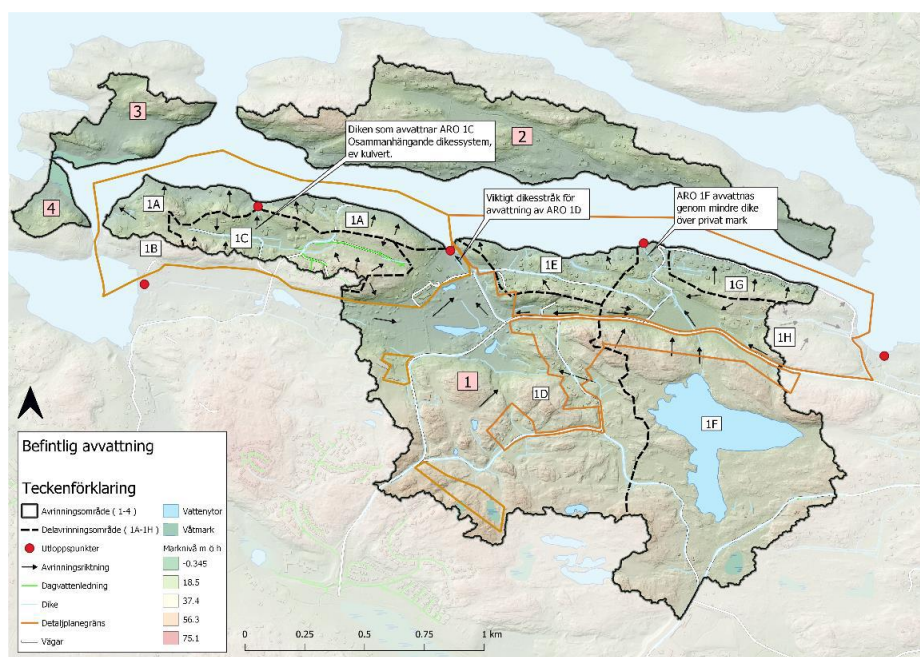 3
2
Diken som avvattnar ARO 1C
Osammanhängande dikessystem,
ev kulvert.
4
1A
1A
Viktigt dikesstråk för
avvattning av ARO 1D
ARO 1F avvattnas
genom mindre dike
över privat mark
1B
1C
1E
1G
1H
1
1D
1F
Befintlig avvattning
Teckenförklaring
Avrinningsområde ( 1-4 )
Delavrinningsområde ( 1A-1H )
Utloppspunkter
Avrinningsriktning
Dagvattenledning
Dike
Detaljplanegräns
Vägar
Vattenytor
Våtmark
Marknivå m ö h
-0.345
18.5
37.4
56.3
75.1
0 0.25 0.5 0.75 1 km